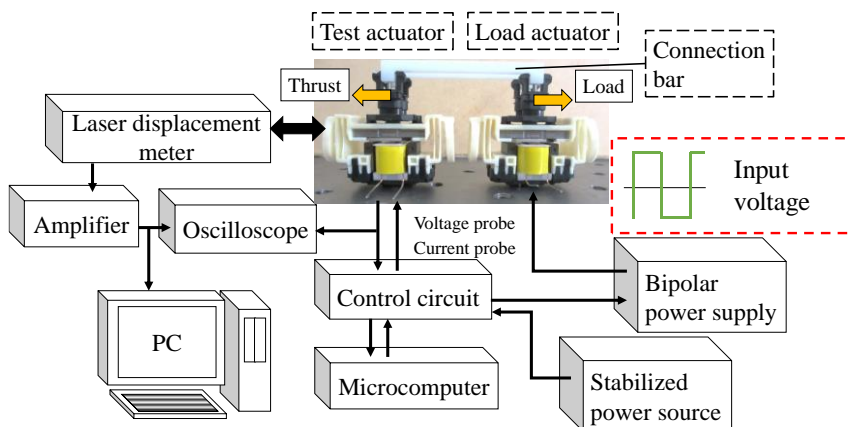 Test actuator
Load actuator
Connection
bar
Thrust
Load
Laser displacement
meter
Input
voltage
Amplifier
Oscilloscope
Voltage probe
Current probe
Control circuit
Bipolar
power supply
PC
Microcomputer
Stabilized
power source